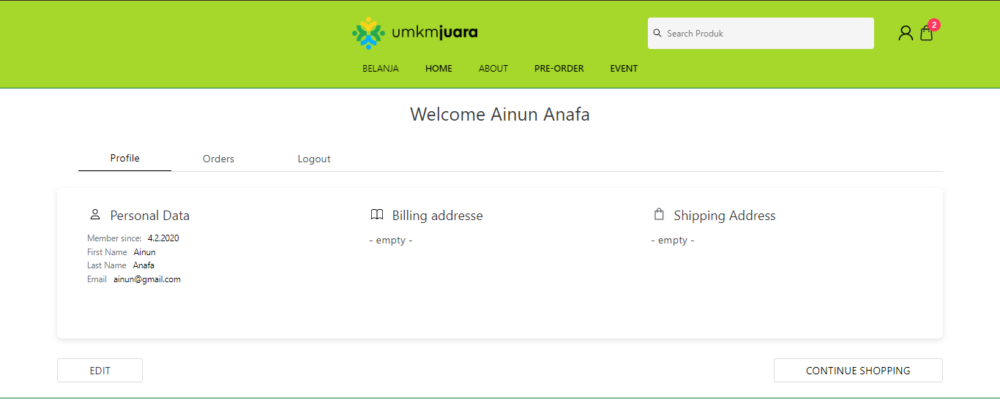 umkmjuara
Search Produk
2
BELANJA HOME ABOUT PRE-ORDER EVENT
Welcome Ainun Anafa
Profile Orders Logout
Personal Data
Member since: 4.2.2020
First Name Ainun
Last Name Anafa
Email ainun@gmail.com
Billing addresse
- empty -
Shipping Address
- empty -
EDIT
CONTINUE SHOPPING